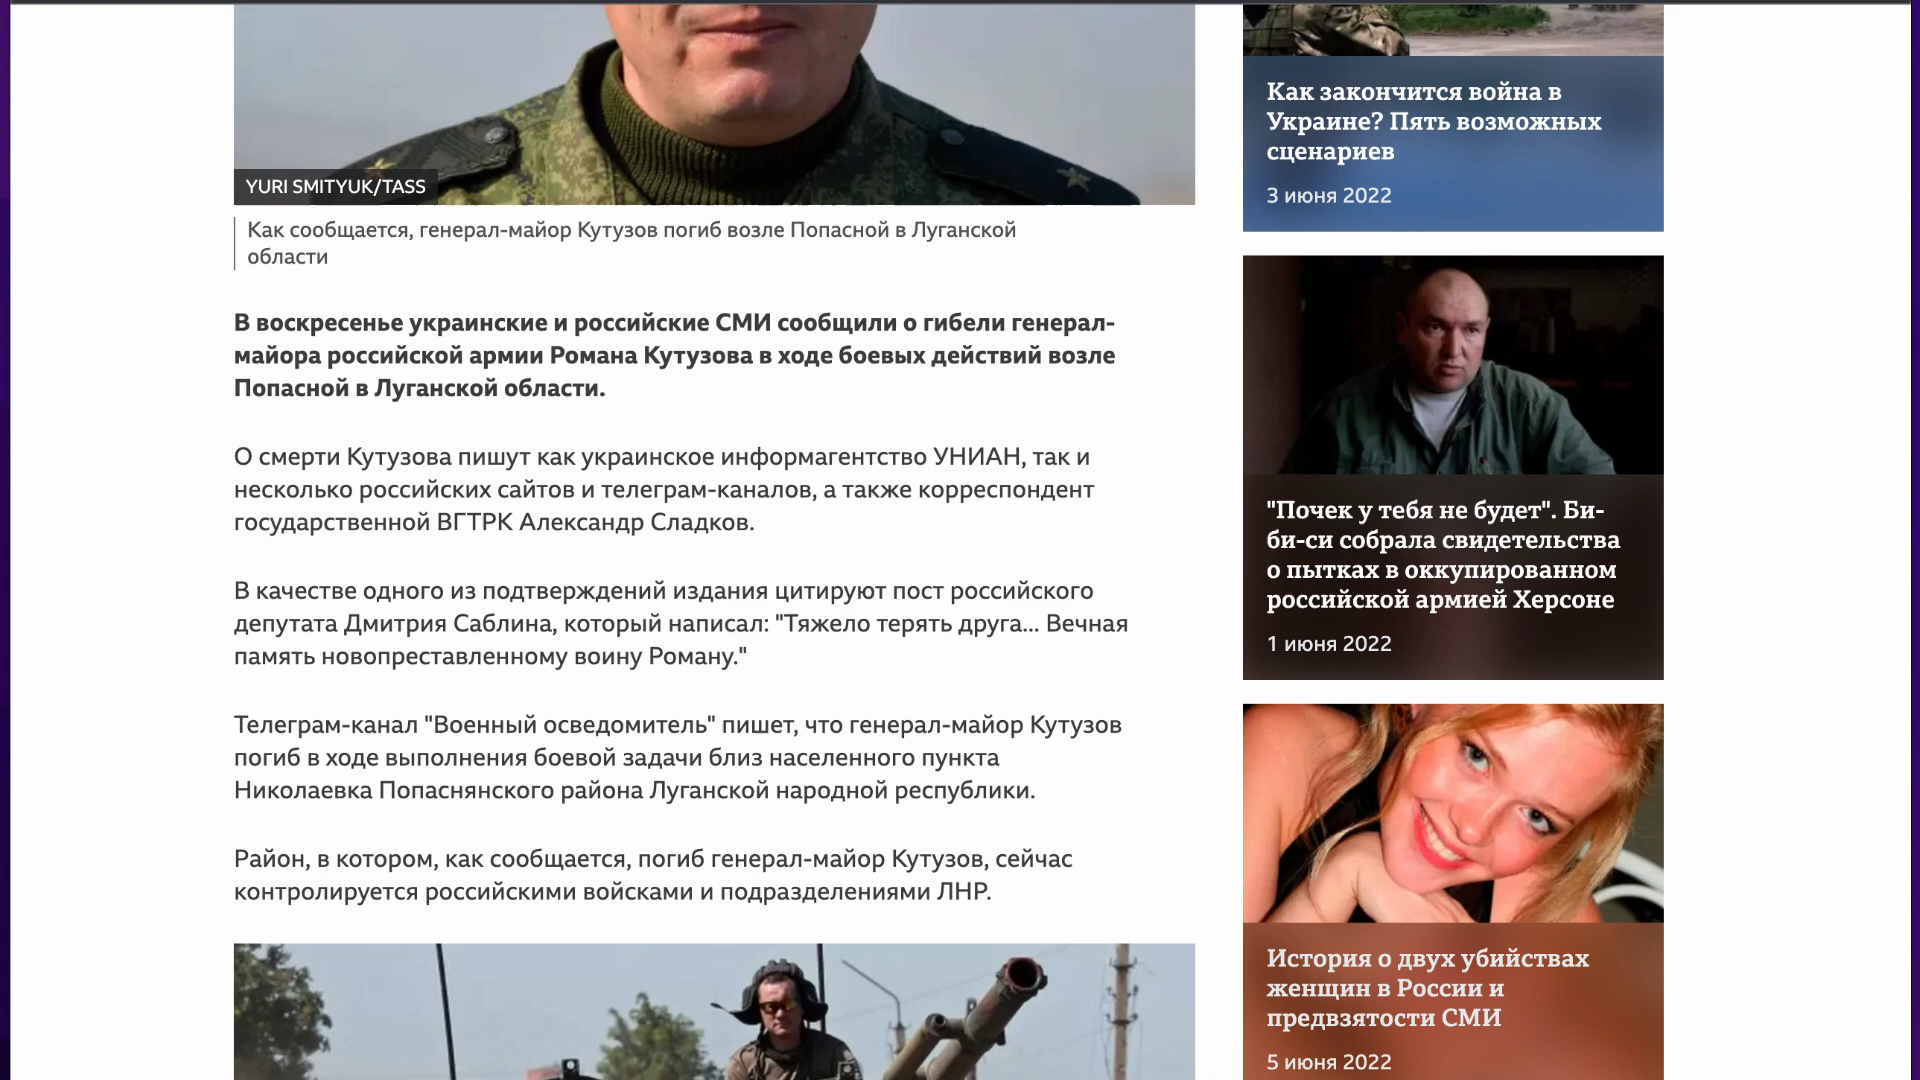 YURI SMITYUK/TASS
Как сообщается, генерал-майор Кутузов погиб возле Попасной в Луганской
области
В воскресенье украинские и российские СМИ сообщили о гибели генерал-
майора российской армии Романа Кутузова в ходе боевых действий возле
Попасной в Луганской области.
О смерти Кутузова пишут как украинское информагентство УНИАН, так и
несколько российских сайтов и телеграм-каналов, а также корреспондент
государственной ВГТРК Александр Сладков.
В качестве одного из подтверждений издания цитируют пост российского
депутата Дмитрия Саблина, который написал: "Тяжело терять друга... Вечная
память новопреставленному воину Роману."
Телеграм-канал "Военный осведомитель" пишет, что генерал-майор Кутузов
погиб в ходе выполнения боевой задачи близ населенного пункта
Николаевка Попаснянского района Луганской народной республики.
Район, в котором, как сообщается, погиб генерал-майор Кутузов, сейчас
контролируется российскими войсками и подразделениями ЛНР.
Как закончится война в
Украине? Пять возможных
сценариев
3 июня 2022
"Почек у тебя не будет". Би-
би-си собрала свидетельства
о пытках в оккупированном
российской армией Херсоне
1 июня 2022
История о двух убийствах
женщин в России и
предвзятости СМИ
5 июня 2022